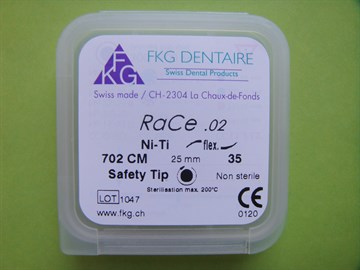 FKG
FKG DENTAIRE
Swiss Dental Products
Swiss made / CH-2304 La Chaux-de-Fonds
RaCe .02
Ni-Ti flex.
702 CM 25 mm 35
Safety Tip Non sterile
Sterilisation max. 200°C
LOT 1047
www.fkg.ch
CE
0120